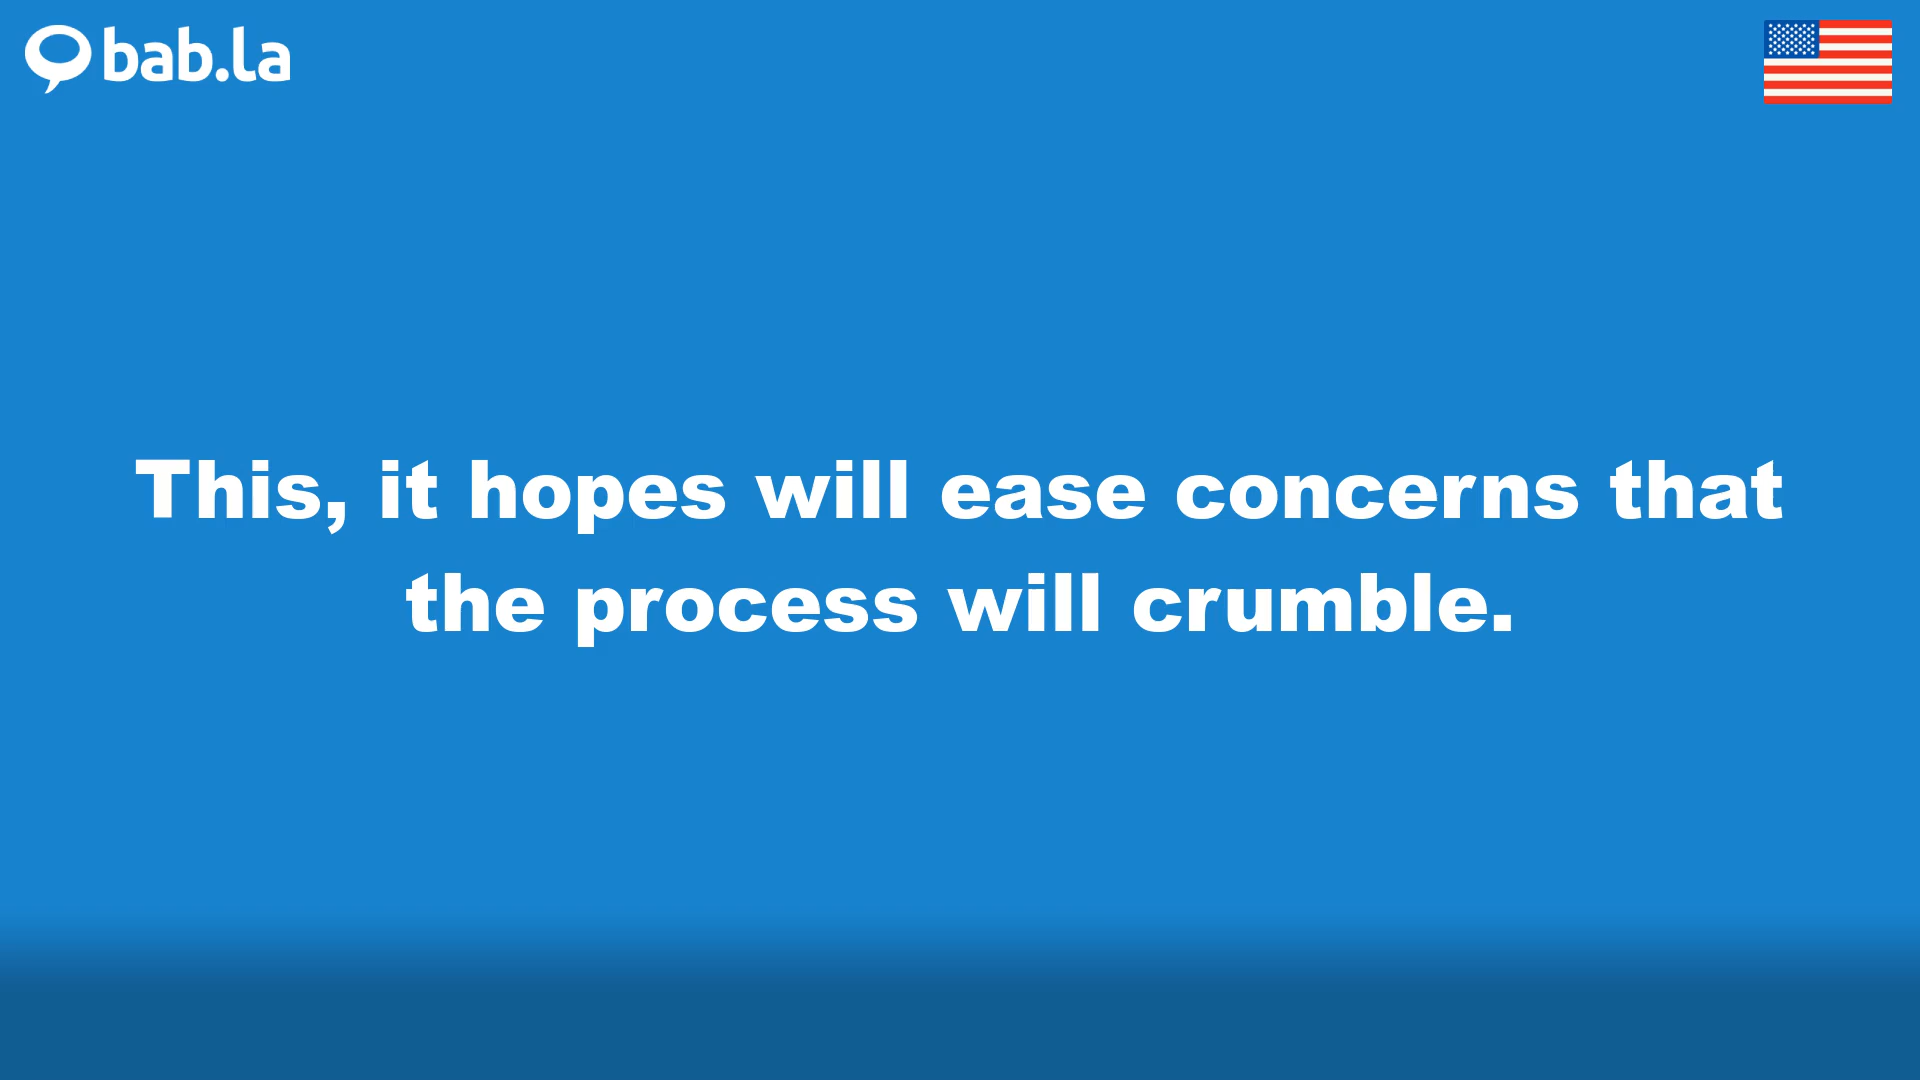 bab.la
This, it hopes will ease concerns that
the process will crumble.